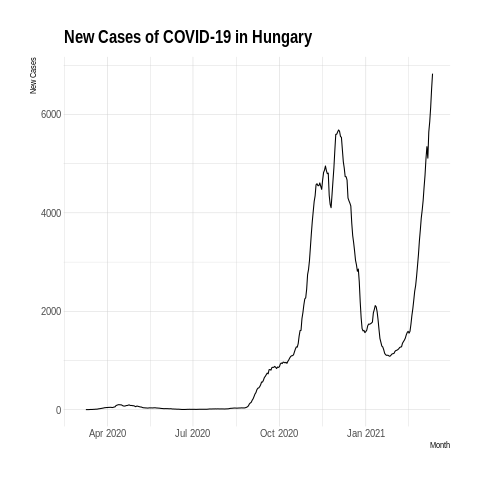 New Cases of COVID-19 in Hungary
New Cases
6000
4000
2000
0
Apr 2020 Jul 2020 Oct 2020 Jan 2021
Month